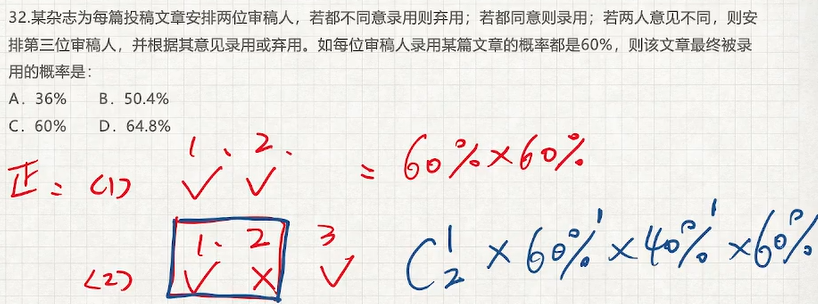 32.某杂志为每篇投稿文章安排两位审稿人，若都不同意录用则弃用；若都同意则录用；若两人意见不同，则安
排第三位审稿人，并根据其意见录用或弃用。如每位审稿人录用某篇文章的概率都是60%，则该文章最终被录
用的概率是：
A. 36% B. 50.4%
C. 60% D. 64.8%
1、2、
正：(1) ✓ ✓ = 60%×60%
1、2 3
(2) ✓ × ✓ C₂¹ × 60%¹ × 40%¹ × 60%